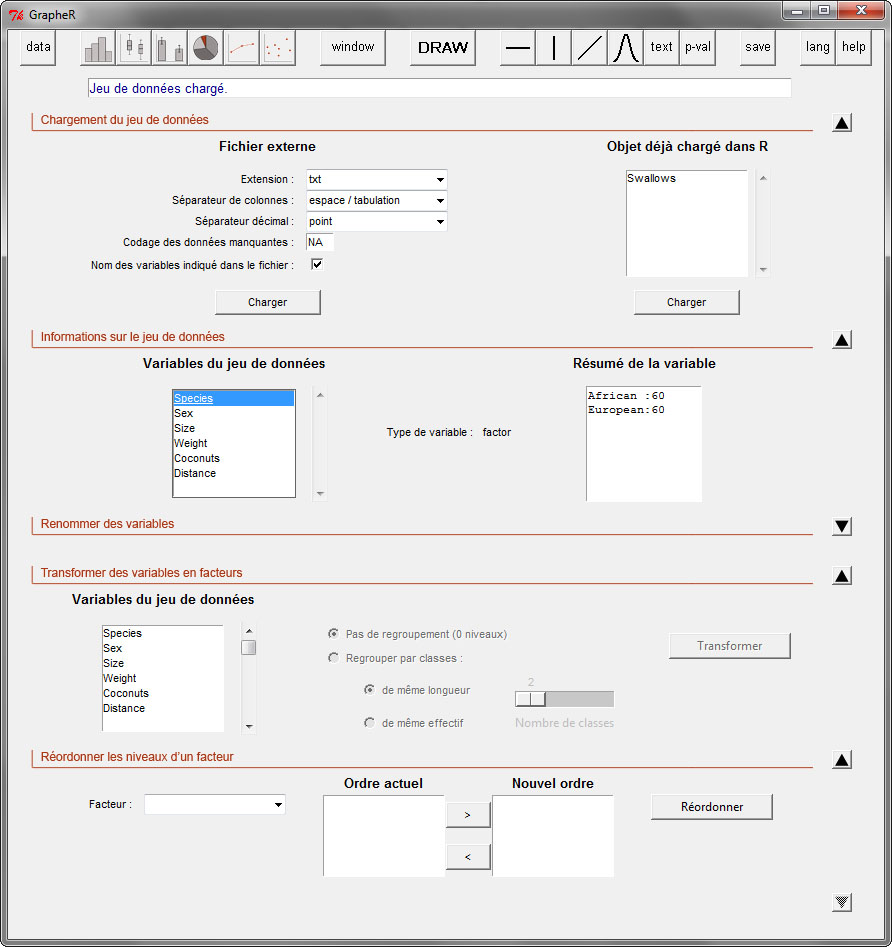 GrapheR
data
window
DRAW
text
p-val
save
lang
help
Jeu de données chargé.
Chargement du jeu de données
Fichier externe
Objet déjà chargé dans R
Extension :
txt
Séparateur de colonnes :
espace / tabulation
Séparateur décimal :
point
Codage des données manquantes :
NA
Nom des variables indiqué dans le fichier :
Charger
Swallows
Charger
Informations sur le jeu de données
Variables du jeu de données
Résumé de la variable
Species
Sex
Size
Weight
Coconuts
Distance
Type de variable : factor
African :60
European:60
Renommer des variables
Transformer des variables en facteurs
Variables du jeu de données
Species
Sex
Size
Weight
Coconuts
Distance
Pas de regroupement (0 niveaux)
Regrouper par classes :
de même longueur
de même effectif
2
Nombre de classes
Transformer
Réordonner les niveaux d'un facteur
Ordre actuel
Nouvel ordre
Facteur :
>
<
Réordonner